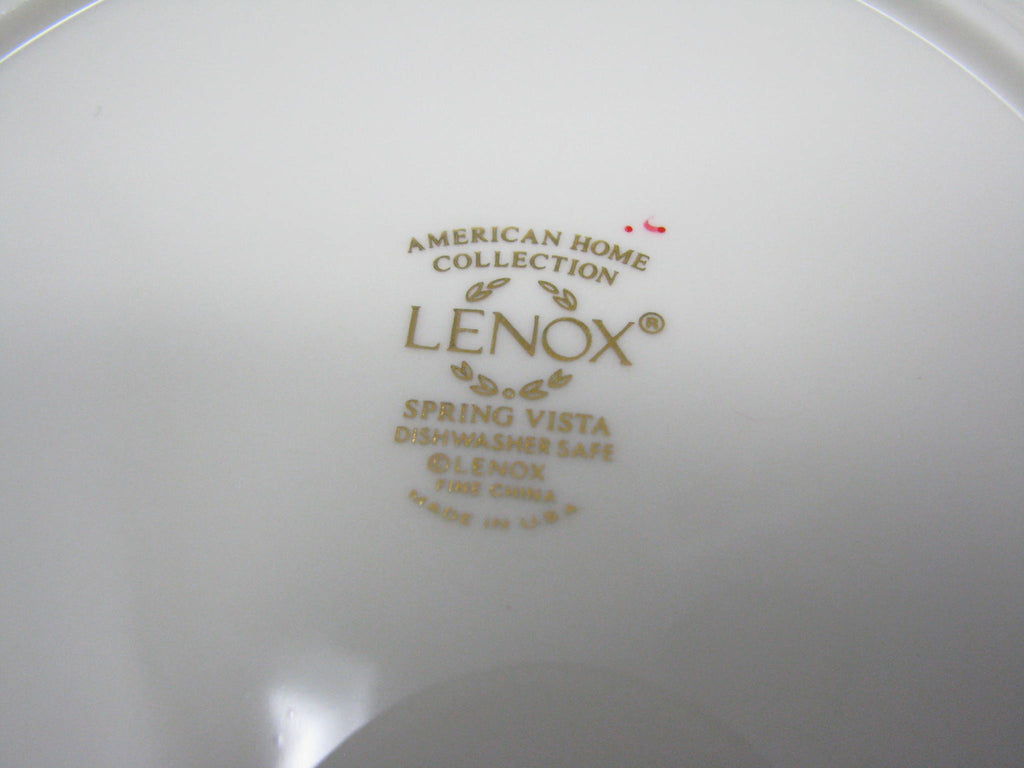 AMERICAN HOME
COLLECTION
LENOX®
SPRING VISTA
DISHWASHER SAFE
©LENOX
FINE CHINA
MADE IN U.S.A